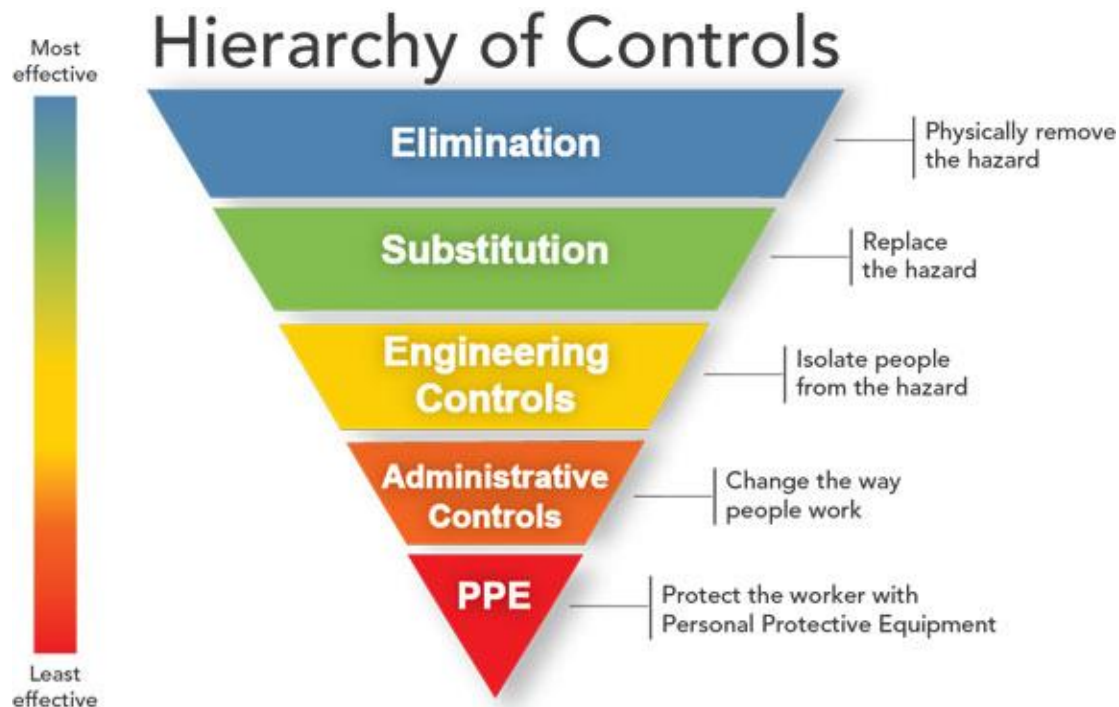 Hierarchy of Controls
Most
effective
Elimination
Physically remove
the hazard
Substitution
Replace
the hazard
Engineering
Controls
Isolate people
from the hazard
Administrative
Controls
Change the way
people work
PPE
Protect the worker with
Personal Protective Equipment
Least
effective